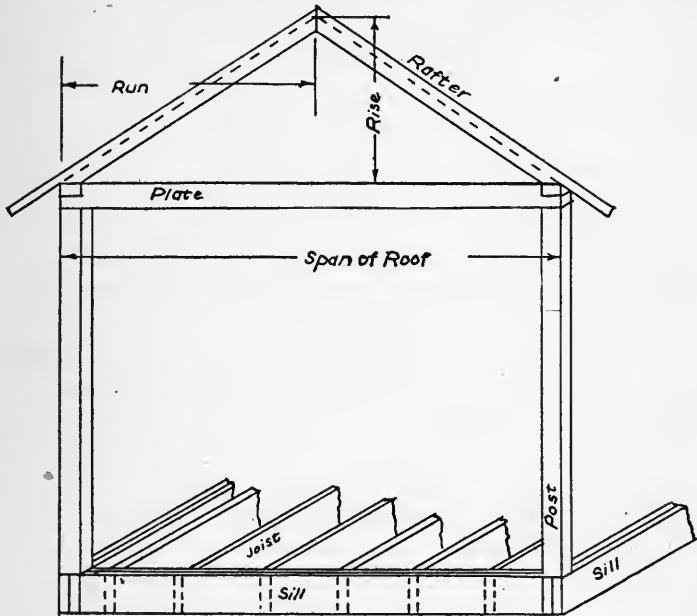 Run
Rafter
Rise
Plate
Span of Roof
Post
Joist
Sill
Sill